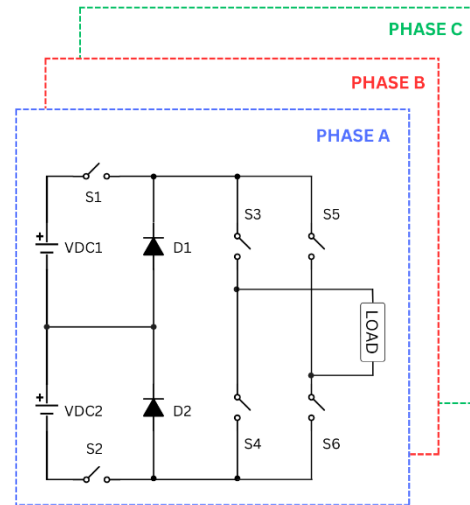 PHASE C
PHASE B
PHASE A
S1
S3
S5
+
VDC1
D1
LOAD
+
VDC2
D2
S2
S4
S6